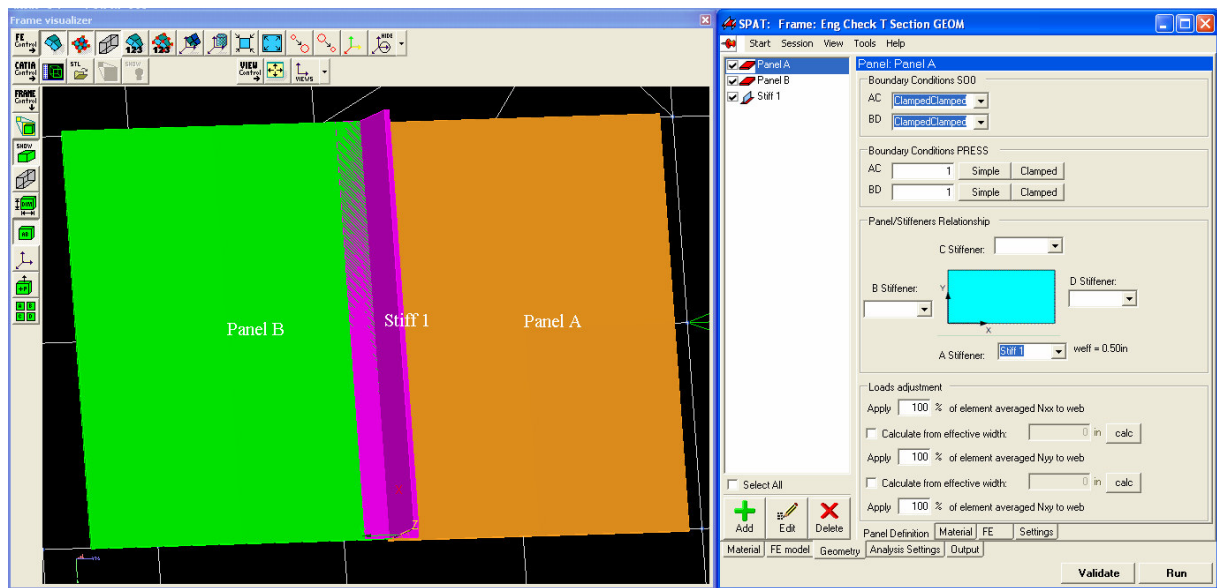 Frame visualizer
FE Control
123
123
HIDE
CATIA Control
STL
SHOW
VIEW Control
VIEWS
FRAME Control
SHOW
DIM
+P
Panel B
Stiff 1
Panel A
Z
SPAT: Frame: Eng Check T Section GEOM
Start Session View Tools Help
Panel A
Panel B
Stiff 1
Select All
Add Edit Delete
Panel: Panel A
Boundary Conditions SO0
AC ClampedClamped
BD ClampedClamped
Boundary Conditions PRESS
AC 1 Simple Clamped
BD 1 Simple Clamped
Panel/Stiffeners Relationship
C Stiffener:
B Stiffener:
D Stiffener:
Y
X
A Stiffener: Stiff 1 weff = 0.50in
Loads adjustment
Apply 100 % of element averaged Nxx to web
Calculate from effective width: 0 in calc
Apply 100 % of element averaged Nyy to web
Calculate from effective width: 0 in calc
Apply 100 % of element averaged Nxy to web
Panel Definition Material FE Settings
Material FE model Geometry Analysis Settings Output
Validate Run